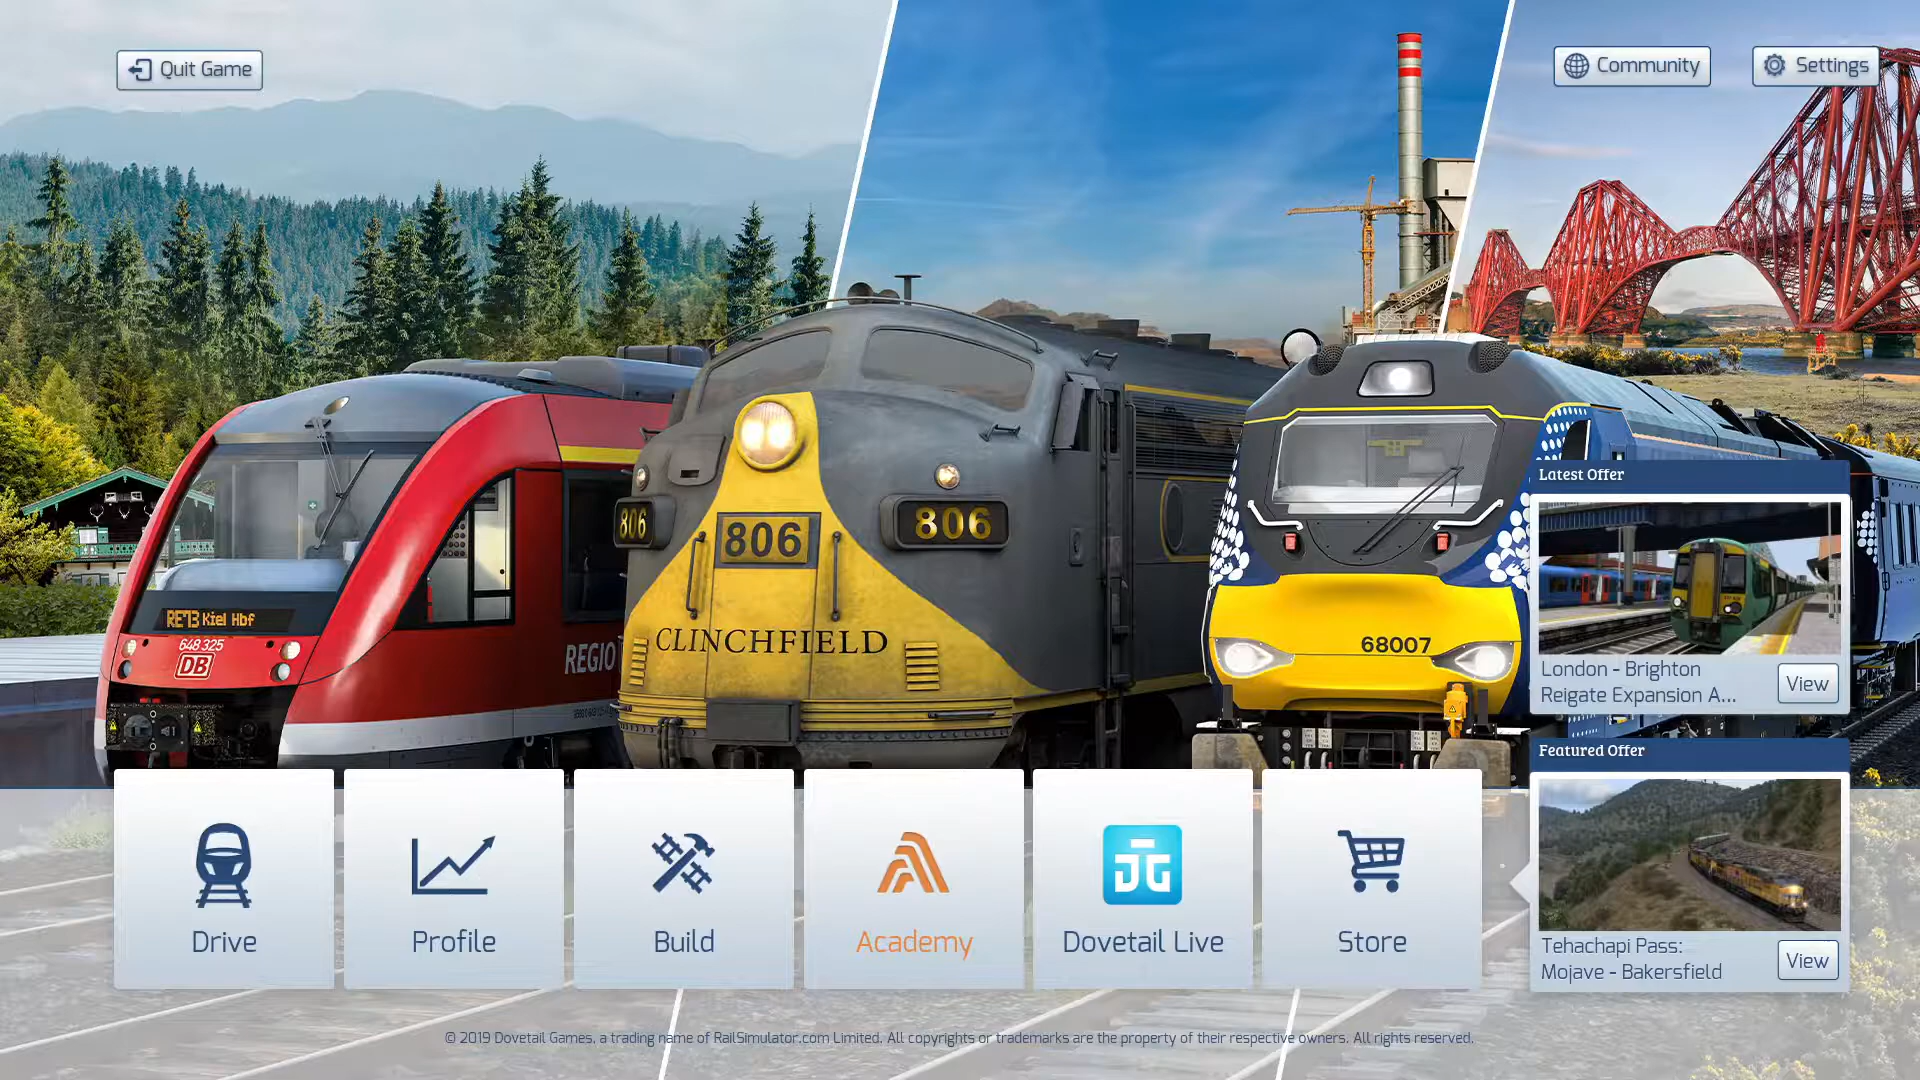 Quit Game
Community
Settings
RE73 Kiel Hbf
648 325
DB
REGIO
806
806
806
CLINCHFIELD
68007
Latest Offer
London - Brighton
Reigate Expansion A...
View
Featured Offer
Tehachapi Pass:
Mojave - Bakersfield
View
Drive
Profile
Build
Academy
Dovetail Live
Store
© 2019 Dovetail Games, a trading name of RailSimulator.com Limited. All copyrights or trademarks are the property of their respective owners. All rights reserved.